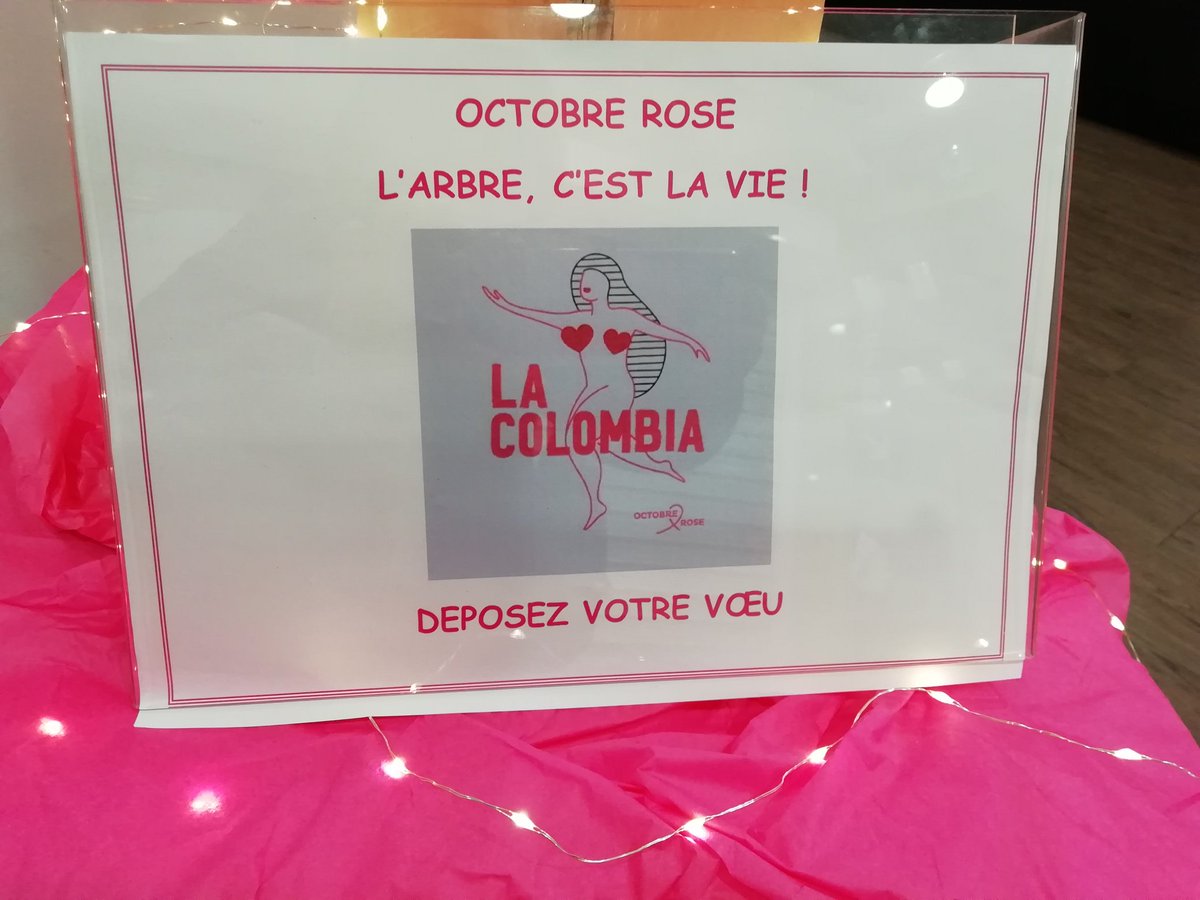 OCTOBRE ROSE
L'ARBRE, C'EST LA VIE !
LA
COLOMBIA
OCTOBRE
ROSE
DEPOSEZ VOTRE VŒU